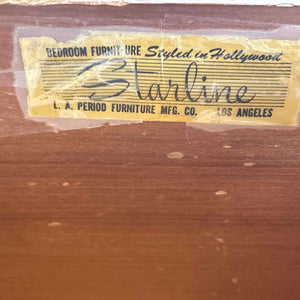 BEDROOM FURNITURE Styled in Hollywood
Starline
L. A. PERIOD FURNITURE MFG. CO. LOS ANGELES